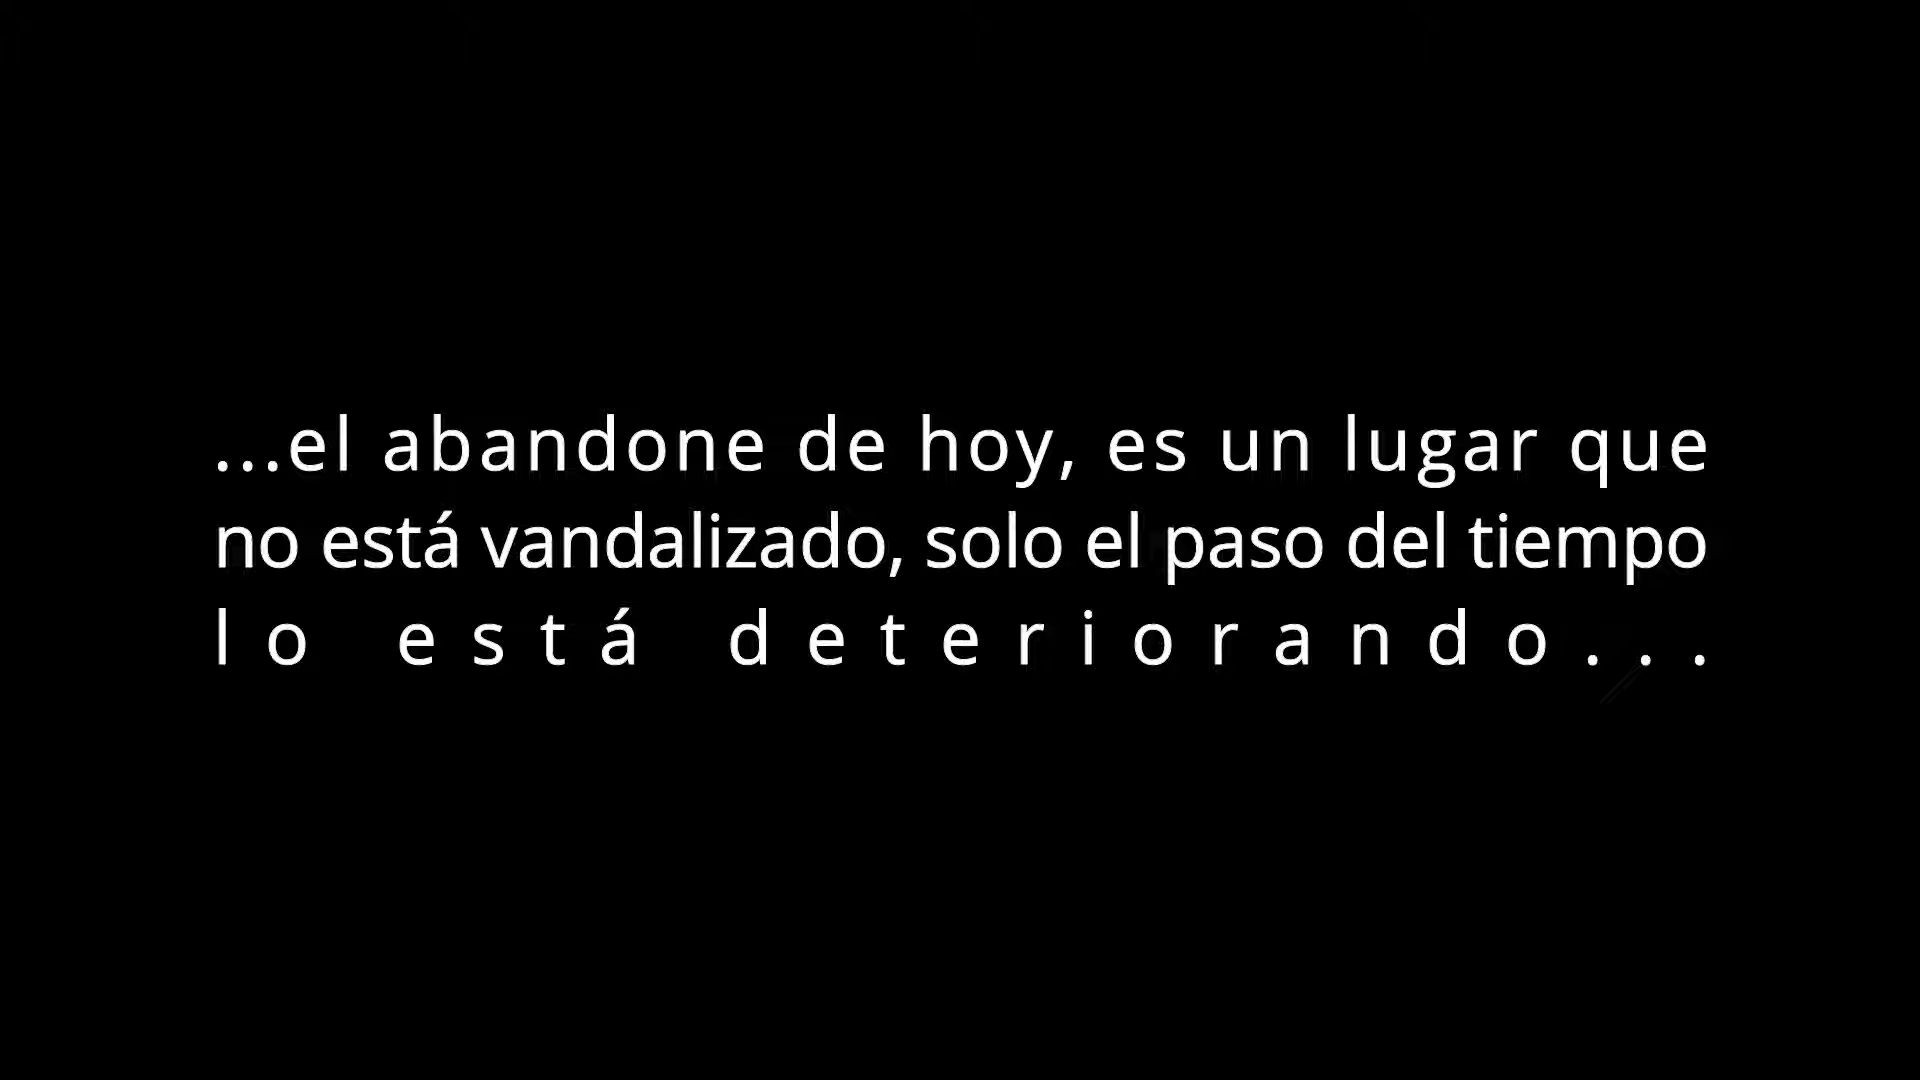 ...el abandone de hoy, es un lugar que
no está vandalizado, solo el paso del tiempo
lo está deteriorando...